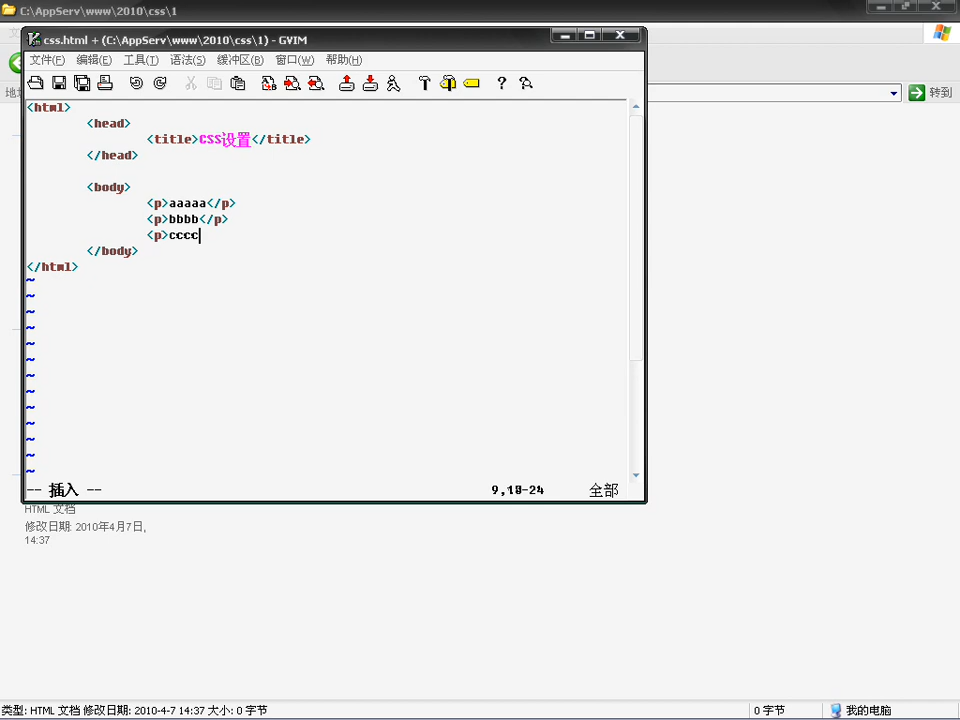 C:\AppServ\www\2010\css\1
css.html + (C:\AppServ\www\2010\css\1) - GVIM
文件(F) 编辑(E) 工具(T) 语法(S) 缓冲区(B) 窗口(W) 帮助(H)
转到
<html>
<head>
<title>CSS设置</title>
</head>
<body>
<p>aaaaa</p>
<p>bbbb</p>
<p>cccc
</body>
</html>
~
~
~
~
~
~
~
~
~
~
~
~
~
-- 插入 -- 9,18-24 全部
HTML 文档
修改日期: 2010年4月7日,
14:37
类型: HTML 文档 修改日期: 2010-4-7 14:37 大小: 0 字节 0 字节 我的电脑